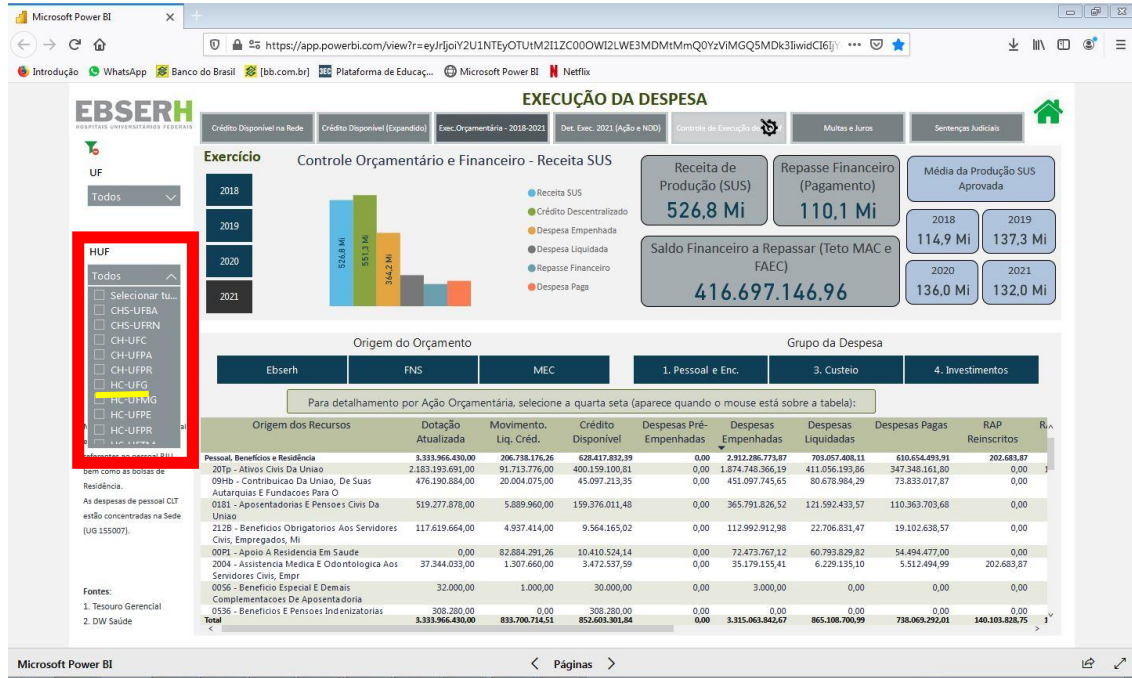 Microsoft Power BI
https://app.powerbi.com/view?r=eyJrIjoiY2U1NTEyOTUtM2I1ZC00OWI2LWE3MDMtMmQ0YzViMGQ5MDk3IiwidCI6IjY
Introdução WhatsApp Banco do Brasil [bb.com.br] Plataforma de Educaç... Microsoft Power BI Netflix
EBSERH
HOSPITAIS UNIVERSITÁRIOS FEDERAIS
EXECUÇÃO DA DESPESA
Crédito Disponível na Rede
Crédito Disponível (Expandido)
Exec.Orçamentária - 2018-2021
Det. Exec. 2021 (Ação e NDD)
Controle de Execução de
Multas e Juros
Sentenças Judiciais
UF
Todos
HUF
Todos
Selecionar tu...
CHS-UFBA
CHS-UFRN
CH-UFC
CH-UFPA
CH-UFPR
HC-UFG
HC-UFMG
HC-UFPE
HC-UFPR
HC-UFTM
referentes ao pessoal RJU
bem como as bolsas de
Residência.
As despesas de pessoal CLT
estão concentradas na Sede
(UG 155007).
Fontes:
1. Tesouro Gerencial
2. DW Saúde
Exercício
2018
2019
2020
2021
Controle Orçamentário e Financeiro - Receita SUS
526,8 Mi
551,3 Mi
364,2 Mi
Receita SUS
Crédito Descentralizado
Despesa Empenhada
Despesa Liquidada
Repasse Financeiro
Despesa Paga
Receita de
Produção (SUS)
526,8 Mi
Repasse Financeiro
(Pagamento)
110,1 Mi
Saldo Financeiro a Repassar (Teto MAC e
FAEC)
416.697.146,96
Média da Produção SUS
Aprovada
2018
114,9 Mi
2019
137,3 Mi
2020
136,0 Mi
2021
132,0 Mi
Origem do Orçamento
Ebserh FNS MEC
Grupo da Despesa
1. Pessoal e Enc. 3. Custeio 4. Investimentos
Para detalhamento por Ação Orçamentária, selecione a quarta seta (aparece quando o mouse está sobre a tabela):
Origem dos Recursos Dotação Movimento. Crédito Despesas Pré- Despesas Despesas Despesas Pagas RAP
Atualizada Liq. Créd. Disponível Empenhadas Empenhadas Liquidadas Reinscritos
Pessoal, Benefícios e Residência 3.333.966.430,00 206.738.176,26 628.417.832,39 0,00 2.912.286.773,87 703.057.408,11 610.654.493,91 202.683,87
20Tp - Ativos Civis Da Uniao 2.183.193.691,00 91.713.776,00 400.159.100,81 0,00 1.874.748.366,19 411.056.193,86 347.348.161,80 0,00
09Hb - Contribuicao Da Uniao, De Suas 476.190.884,00 20.004.075,00 45.097.213,35 0,00 451.097.745,65 80.678.984,29 73.833.017,87 0,00
Autarquias E Fundacoes Para O
0181 - Aposentadorias E Pensoes Civis Da 519.277.878,00 5.889.960,00 159.376.011,48 0,00 365.791.826,52 121.592.433,57 110.363.703,68 0,00
Uniao
212B - Beneficios Obrigatorios Aos Servidores 117.619.664,00 4.937.414,00 9.564.165,02 0,00 112.992.912,98 22.706.831,47 19.102.638,57 0,00
Civis, Empregados, Mi
00P1 - Apoio A Residencia Em Saude 0,00 82.884.291,26 10.410.524,14 0,00 72.473.767,12 60.793.829,82 54.494.477,00 0,00
2004 - Assistencia Medica E Odontologica Aos 37.344.033,00 1.307.660,00 3.472.537,59 0,00 35.179.155,41 6.229.135,10 5.512.494,99 202.683,87
Servidores Civis, Empr
0056 - Beneficio Especial E Demais 32.000,00 1.000,00 30.000,00 0,00 3.000,00 0,00 0,00 0,00
Complementacoes De Aposentadoria
0536 - Beneficios E Pensoes Indenizatorias 308.280,00 0,00 308.280,00 0,00 0,00 0,00 0,00 0,00
Total 3.333.966.430,00 833.700.714,51 852.603.301,84 0,00 3.315.063.842,67 865.108.700,99 738.069.292,01 140.103.828,75
Microsoft Power BI
Páginas